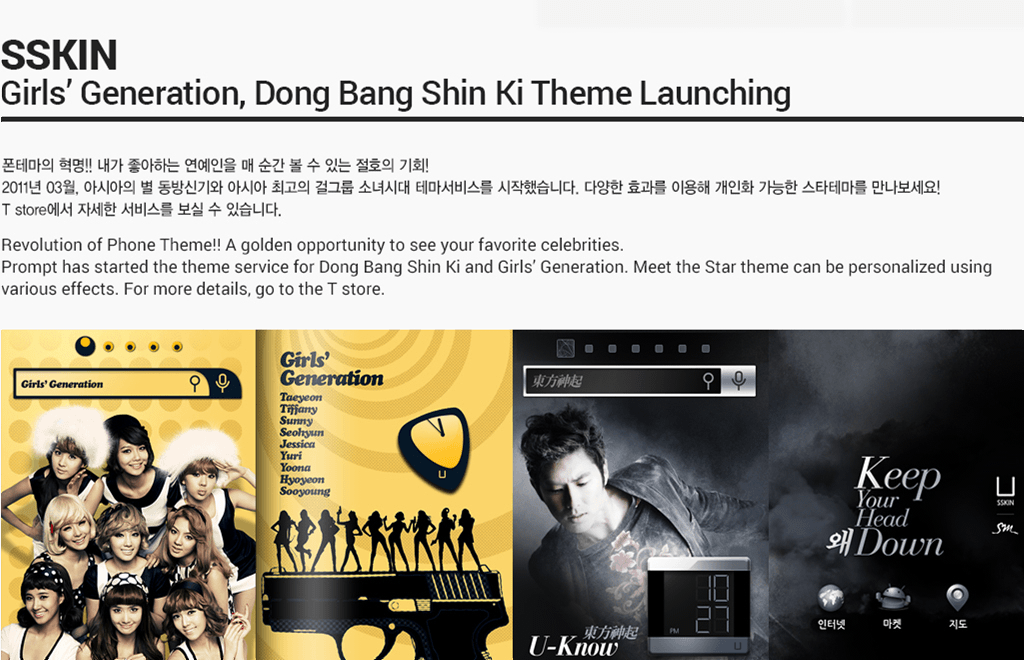 SSKIN
Girls' Generation, Dong Bang Shin Ki Theme Launching
폰테마의 혁명!! 내가 좋아하는 연예인을 매 순간 볼 수 있는 절호의 기회!
2011년 03월, 아시아의 별 동방신기와 아시아 최고의 걸그룹 소녀시대 테마서비스를 시작했습니다. 다양한 효과를 이용해 개인화 가능한 스타테마를 만나보세요!
T store에서 자세한 서비스를 보실 수 있습니다.
Revolution of Phone Theme!! A golden opportunity to see your favorite celebrities.
Prompt has started the theme service for Dong Bang Shin Ki and Girls' Generation. Meet the Star theme can be personalized using
various effects. For more details, go to the T store.
Girls' Generation
Girls'
Generation
Taeyeon
Tiffany
Sunny
Seohyun
Jessica
Yuri
Yoona
Hyoyeon
Sooyoung
東方神起
10
PM 27
東方神起
U-Know
Keep
Your
Head
왜 Down
SSKIN
SM
인터넷
마켓
지도